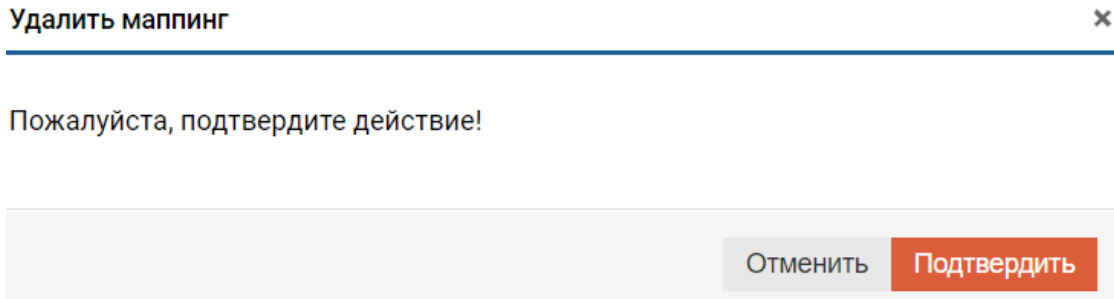 Удалить маппинг
Пожалуйста, подтвердите действие!
Отменить Подтвердить